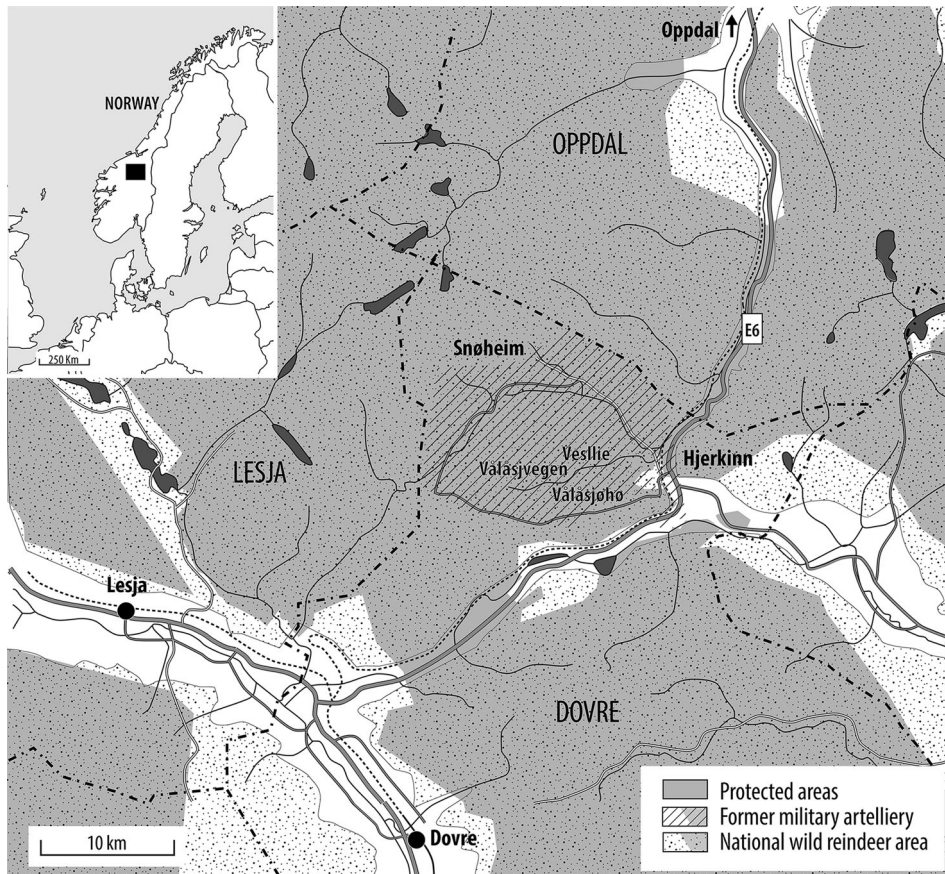 NORWAY
250 Km
Oppdal
OPPDAL
E6
Snøheim
Hjerkinn
Vesllie
Vålåsjvegen
Vålåsjøhø
LESJA
Lesja
DOVRE
Dovre
10 km
Protected areas
Former military artelliery
National wild reindeer area